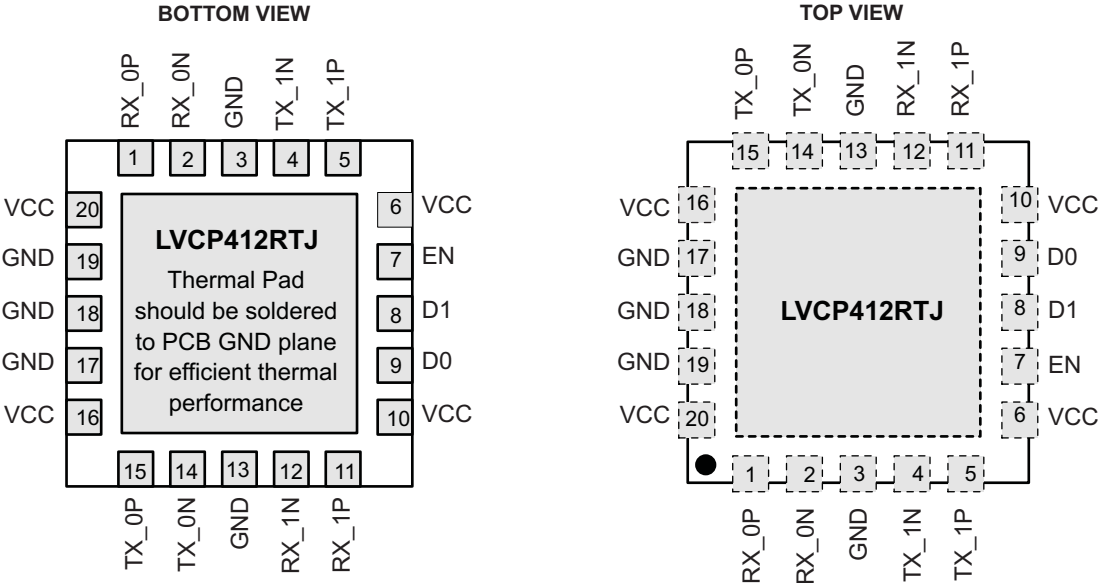 BOTTOM VIEW
RX_0P
RX_0N
GND
TX_1N
TX_1P
1 2 3 4 5
VCC 20
GND 19
GND 18
GND 17
VCC 16
LVCP412RTJ
Thermal Pad
should be soldered
to PCB GND plane
for efficient thermal
performance
6 VCC
7 EN
8 D1
9 D0
10 VCC
15 14 13 12 11
TX_0P
TX_0N
GND
RX_1N
RX_1P
TOP VIEW
TX_0P
TX_0N
GND
RX_1N
RX_1P
15 14 13 12 11
VCC 16
GND 17
GND 18
GND 19
VCC 20
LVCP412RTJ
10 VCC
9 D0
8 D1
7 EN
6 VCC
1 2 3 4 5
RX_0P
RX_0N
GND
TX_1N
TX_1P